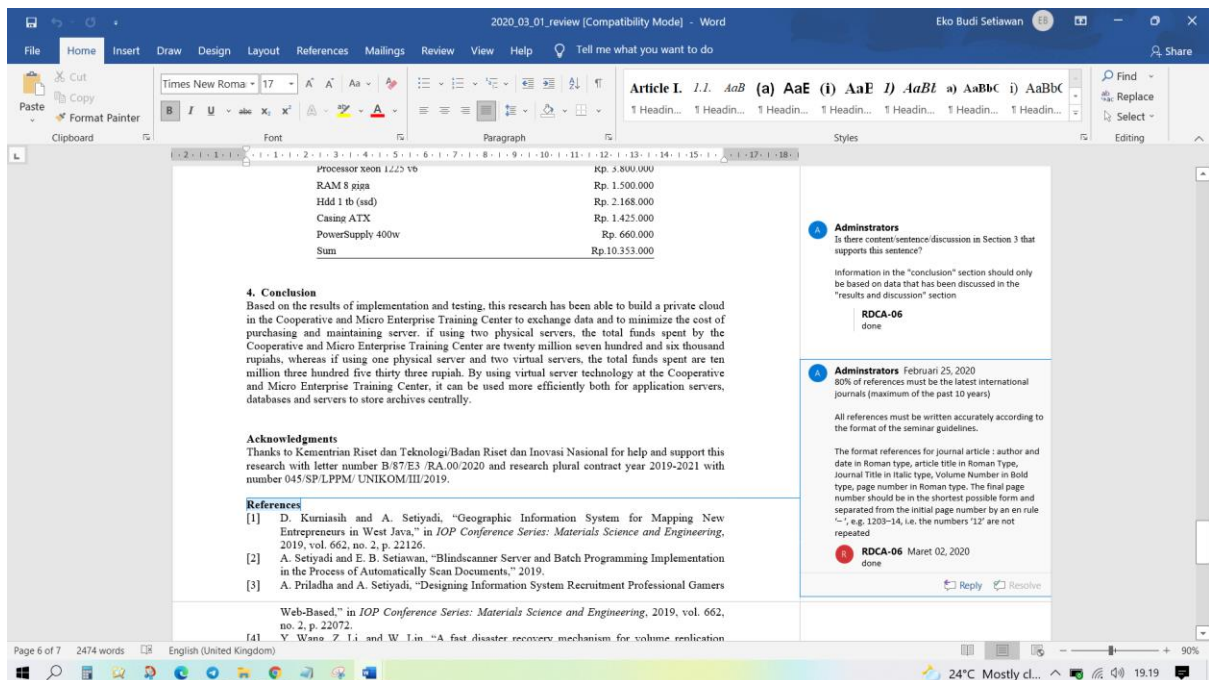 2020_03_01_review [Compatibility Mode] - Word
Eko Budi Setiawan
EB
File Home Insert Draw Design Layout References Mailings Review View Help Tell me what you want to do
Share
Paste
Cut
Copy
Format Painter
Clipboard
Times New Roma 17
Font
Paragraph
Article I. 1.1. AaB (a) AaE (i) AaB 1) AaBb a) AaBbC i) AaBbC
1 Headin... 1 Headin... 1 Headin... 1 Headin... 1 Headin... 1 Headin... 1 Headin...
Styles
Find
Replace
Select
Editing
Processor xeon 1225 v6 Rp. 3.800.000
RAM 8 giga Rp. 1.500.000
Hdd 1 tb (ssd) Rp. 2.168.000
Casing ATX Rp. 1.425.000
PowerSupply 400w Rp. 660.000
Sum Rp.10.353.000
4. Conclusion
Based on the results of implementation and testing, this research has been able to build a private cloud
in the Cooperative and Micro Enterprise Training Center to exchange data and to minimize the cost of
purchasing and maintaining server. if using two physical servers, the total funds spent by the
Cooperative and Micro Enterprise Training Center are twenty million seven hundred and six thousand
rupiahs, whereas if using one physical server and two virtual servers, the total funds spent are ten
million three hundred five thirty three rupiah. By using virtual server technology at the Cooperative
and Micro Enterprise Training Center, it can be used more efficiently both for application servers,
databases and servers to store archives centrally.
Acknowledgments
Thanks to Kementrian Riset dan Teknologi/Badan Riset dan Inovasi Nasional for help and support this
research with letter number B/87/E3 /RA.00/2020 and research plural contract year 2019-2021 with
number 045/SP/LPPM/ UNIKOM/III/2019.
References
[1] D. Kurniasih and A. Setiyadi, “Geographic Information System for Mapping New
Entrepreneurs in West Java,” in IOP Conference Series: Materials Science and Engineering,
2019, vol. 662, no. 2, p. 22126.
[2] A. Setiyadi and E. B. Setiawan, “Blindscanner Server and Batch Programming Implementation
in the Process of Automatically Scan Documents,” 2019.
[3] A. Priladha and A. Setiyadi, “Designing Information System Recruitment Professional Gamers
Web-Based,” in IOP Conference Series: Materials Science and Engineering, 2019, vol. 662,
no. 2, p. 22072.
[4] Y. Wang, Z. Li, and W. Lin, “A fast disaster recovery mechanism for volume replication
Adminstrators
Is there content/sentence/discussion in Section 3 that
supports this sentence?
Information in the "conclusion" section should only
be based on data that has been discussed in the
"results and discussion" section
RDCA-06
done
Adminstrators Februari 25, 2020
80% of references must be the latest international
journals (maximum of the past 10 years)
All references must be written accurately according to
the format of the seminar guidelines.
The format references for journal article : author and
date in Roman type, article title in Roman Type,
Journal Title in Italic type, Volume Number in Bold
type, page number in Roman type. The final page
number should be in the shortest possible form and
separated from the initial page number by an en rule
‘– ’, e.g. 1203–14, i.e. the numbers ‘12’ are not
repeated
RDCA-06 Maret 02, 2020
done
Reply Resolve
Page 6 of 7 2474 words English (United Kingdom) 90%
24°C Mostly cl... 19.19